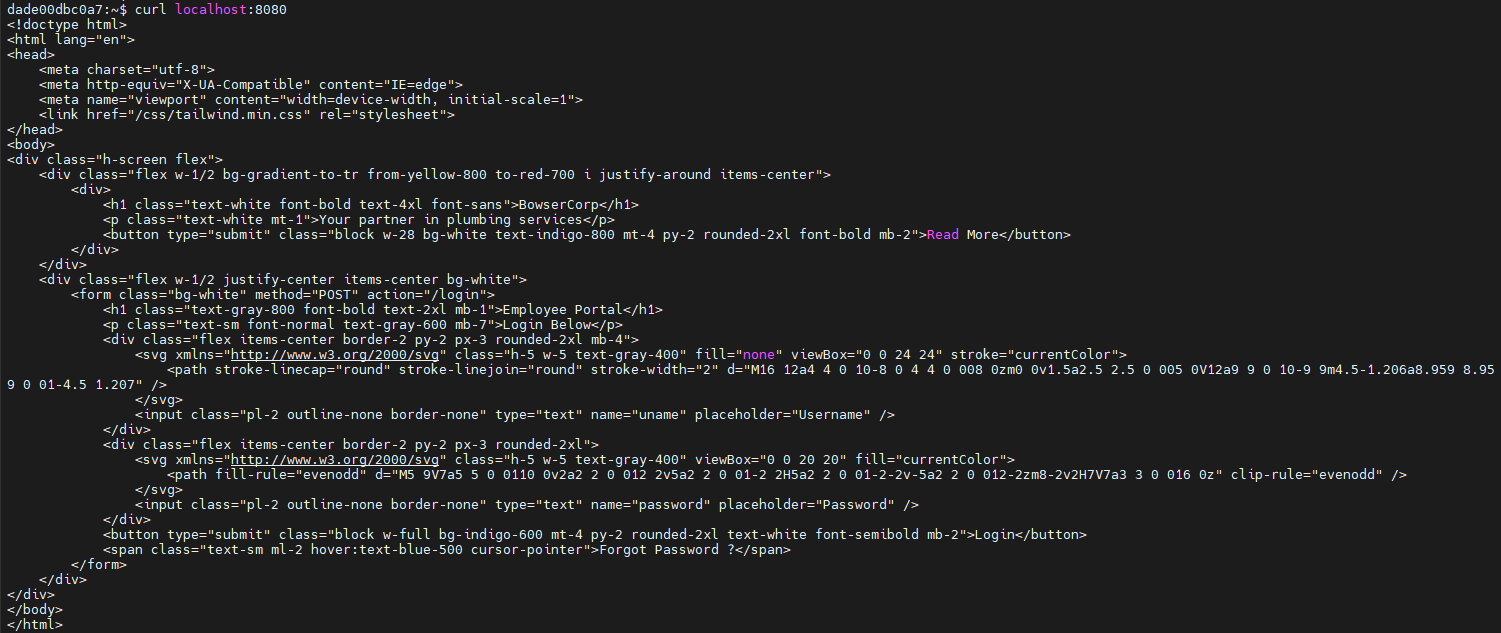 dade00dbc0a7:~$ curl localhost:8080
<!doctype html>
<html lang="en">
<head>
    <meta charset="utf-8">
    <meta http-equiv="X-UA-Compatible" content="IE=edge">
    <meta name="viewport" content="width=device-width, initial-scale=1">
    <link href="/css/tailwind.min.css" rel="stylesheet">
</head>
<body>
<div class="h-screen flex">
    <div class="flex w-1/2 bg-gradient-to-tr from-yellow-800 to-red-700 i justify-around items-center">
        <div>
            <h1 class="text-white font-bold text-4xl font-sans">BowserCorp</h1>
            <p class="text-white mt-1">Your partner in plumbing services</p>
            <button type="submit" class="block w-28 bg-white text-indigo-800 mt-4 py-2 rounded-2xl font-bold mb-2">Read More</button>
        </div>
    </div>
    <div class="flex w-1/2 justify-center items-center bg-white">
        <form class="bg-white" method="POST" action="/login">
            <h1 class="text-gray-800 font-bold text-2xl mb-1">Employee Portal</h1>
            <p class="text-sm font-normal text-gray-600 mb-7">Login Below</p>
            <div class="flex items-center border-2 py-2 px-3 rounded-2xl mb-4">
                <svg xmlns="http://www.w3.org/2000/svg" class="h-5 w-5 text-gray-400" fill="none" viewBox="0 0 24 24" stroke="currentColor">
                    <path stroke-linecap="round" stroke-linejoin="round" stroke-width="2" d="M16 12a4 4 0 10-8 0 4 4 0 008 0zm0 0v1.5a2.5 2.5 0 005 0V12a9 9 0 10-9 9m4.5-1.206a8.959 8.95
9 0 01-4.5 1.207" />
                </svg>
                <input class="pl-2 outline-none border-none" type="text" name="uname" placeholder="Username" />
            </div>
            <div class="flex items-center border-2 py-2 px-3 rounded-2xl">
                <svg xmlns="http://www.w3.org/2000/svg" class="h-5 w-5 text-gray-400" viewBox="0 0 20 20" fill="currentColor">
                    <path fill-rule="evenodd" d="M5 9V7a5 5 0 0110 0v2a2 2 0 012 2v5a2 2 0 01-2 2H5a2 2 0 01-2-2v-5a2 2 0 012-2zm8-2v2H7V7a3 3 0 016 0z" clip-rule="evenodd" />
                </svg>
                <input class="pl-2 outline-none border-none" type="text" name="password" placeholder="Password" />
            </div>
            <button type="submit" class="block w-full bg-indigo-600 mt-4 py-2 rounded-2xl text-white font-semibold mb-2">Login</button>
            <span class="text-sm ml-2 hover:text-blue-500 cursor-pointer">Forgot Password ?</span>
        </form>
    </div>
</div>
</body>
</html>